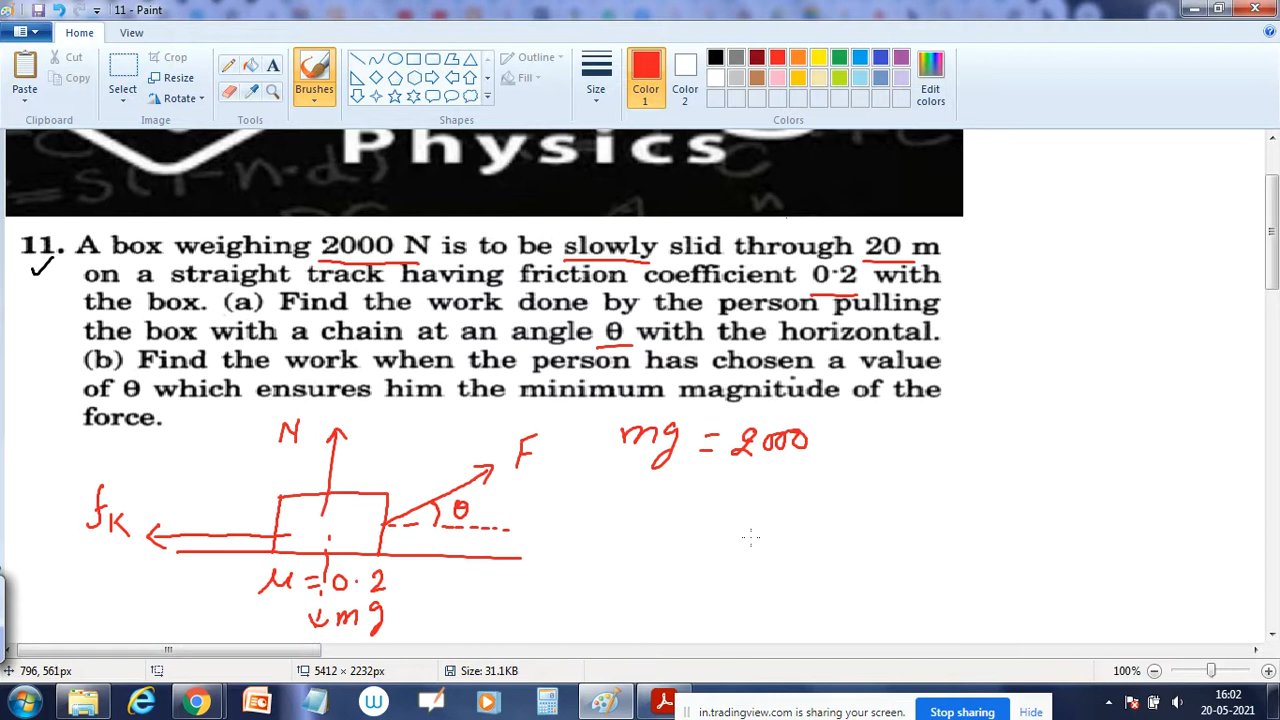 11 - Paint
Home View
Paste Cut Copy Select Crop Resize Rotate Brushes Outline Fill Size Color 1 Color 2 Edit colors
Clipboard Image Tools Shapes Colors
Physics
= s(1-n·d)
n
11. A box weighing 2000 N is to be slowly slid through 20 m
on a straight track having friction coefficient 0·2 with
the box. (a) Find the work done by the person pulling
the box with a chain at an angle θ with the horizontal.
(b) Find the work when the person has chosen a value
of θ which ensures him the minimum magnitude of the
force.
N F mg = 2000
fK θ
μ = 0.2
mg
796, 561px 5412 × 2232px Size: 31.1KB 100%
in.tradingview.com is sharing your screen. Stop sharing Hide
16:02
20-05-2021